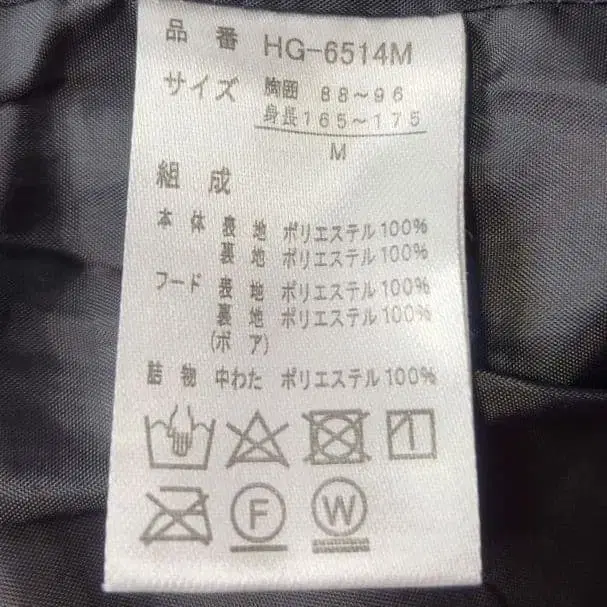 品番 HG-6514M
サイズ 胸囲 88~96
身長165~175
M
組成
本体 表地 ポリエステル100%
裏地 ポリエステル100%
フード 表地 ポリエステル100%
裏地 ポリエステル100%
(ボア)
詰物 中わた ポリエステル100%
F W